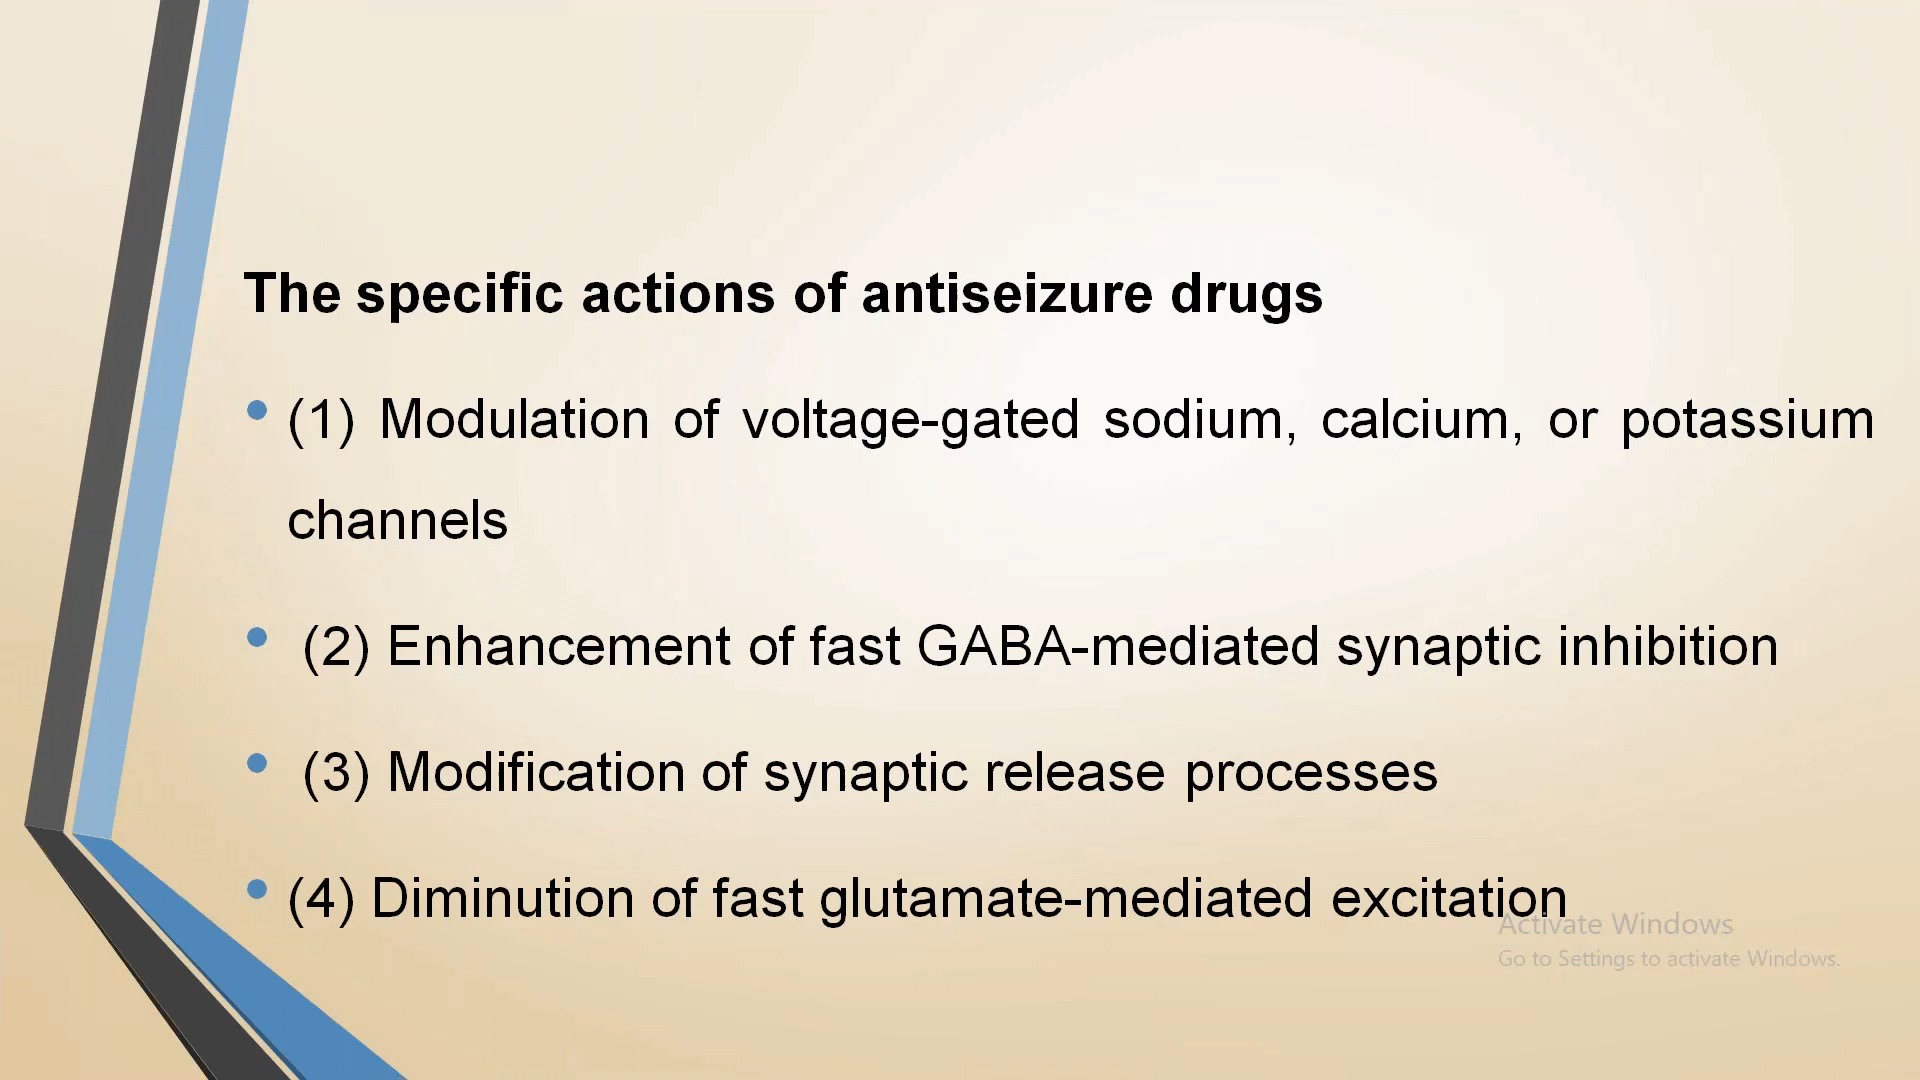 The specific actions of antiseizure drugs
• (1) Modulation of voltage-gated sodium, calcium, or potassium
channels
• (2) Enhancement of fast GABA-mediated synaptic inhibition
• (3) Modification of synaptic release processes
• (4) Diminution of fast glutamate-mediated excitation
Activate Windows
Go to Settings to activate Windows.